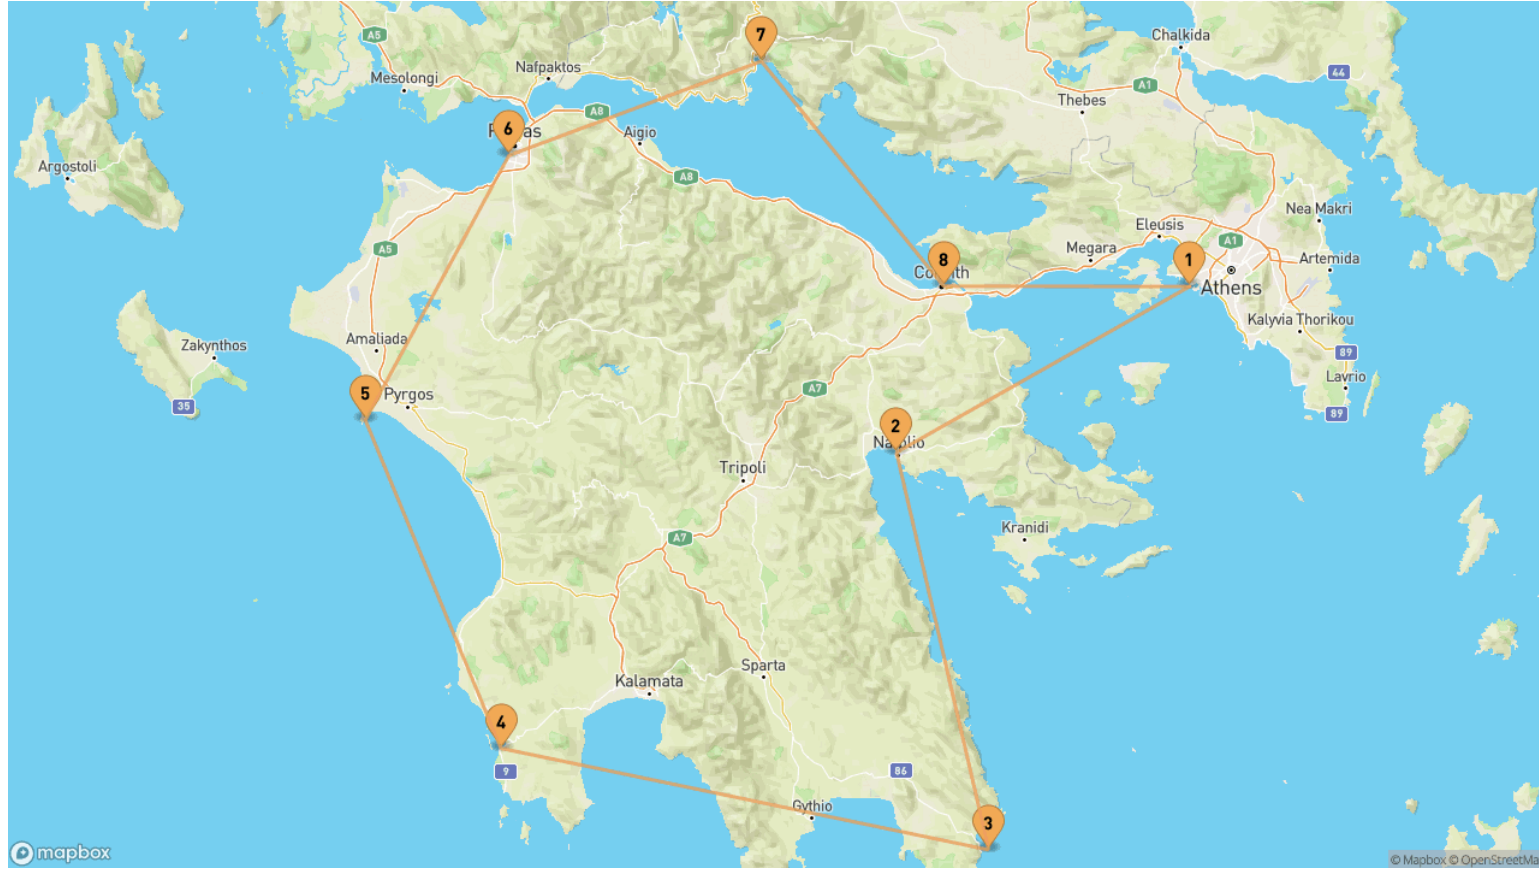 7
A5
Chalkida
Nafpaktos
Mesolongi
44
A1
Thebes
A8
6
Aigio
Argostoli
A8
Nea Makri
Eleusis
A5
Megara
A1
8
1
Artemida
Athens
Kalyvia Thorikou
Amaliada
Zakynthos
89
Lavrio
5
Pyrgos
A7
35
89
2
Tripoli
Kranidi
A7
Sparta
Kalamata
4
9
86
Gythio
3
mapbox
© Mapbox © OpenStreetMa